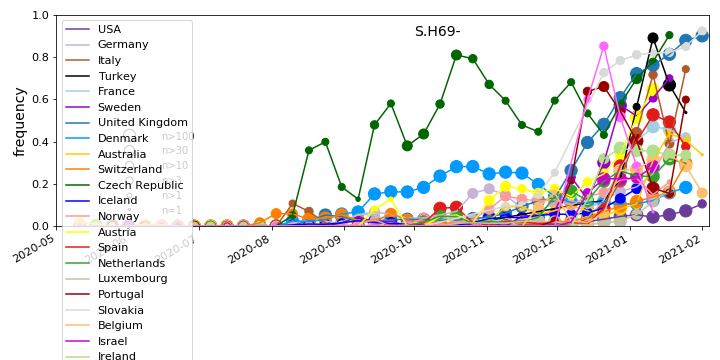 S.H69-
frequency
1.0
0.8
0.6
0.4
0.2
0.0
USA
Germany
Italy
Turkey
France
Sweden
United Kingdom
Denmark
Australia
Switzerland
Czech Republic
Iceland
Norway
Austria
Spain
Netherlands
Luxembourg
Portugal
Slovakia
Belgium
Israel
Ireland
n>100
n>30
n>10
n=1
2020-05
2020-07
2020-08
2020-09
2020-10
2020-11
2020-12
2021-01
2021-02